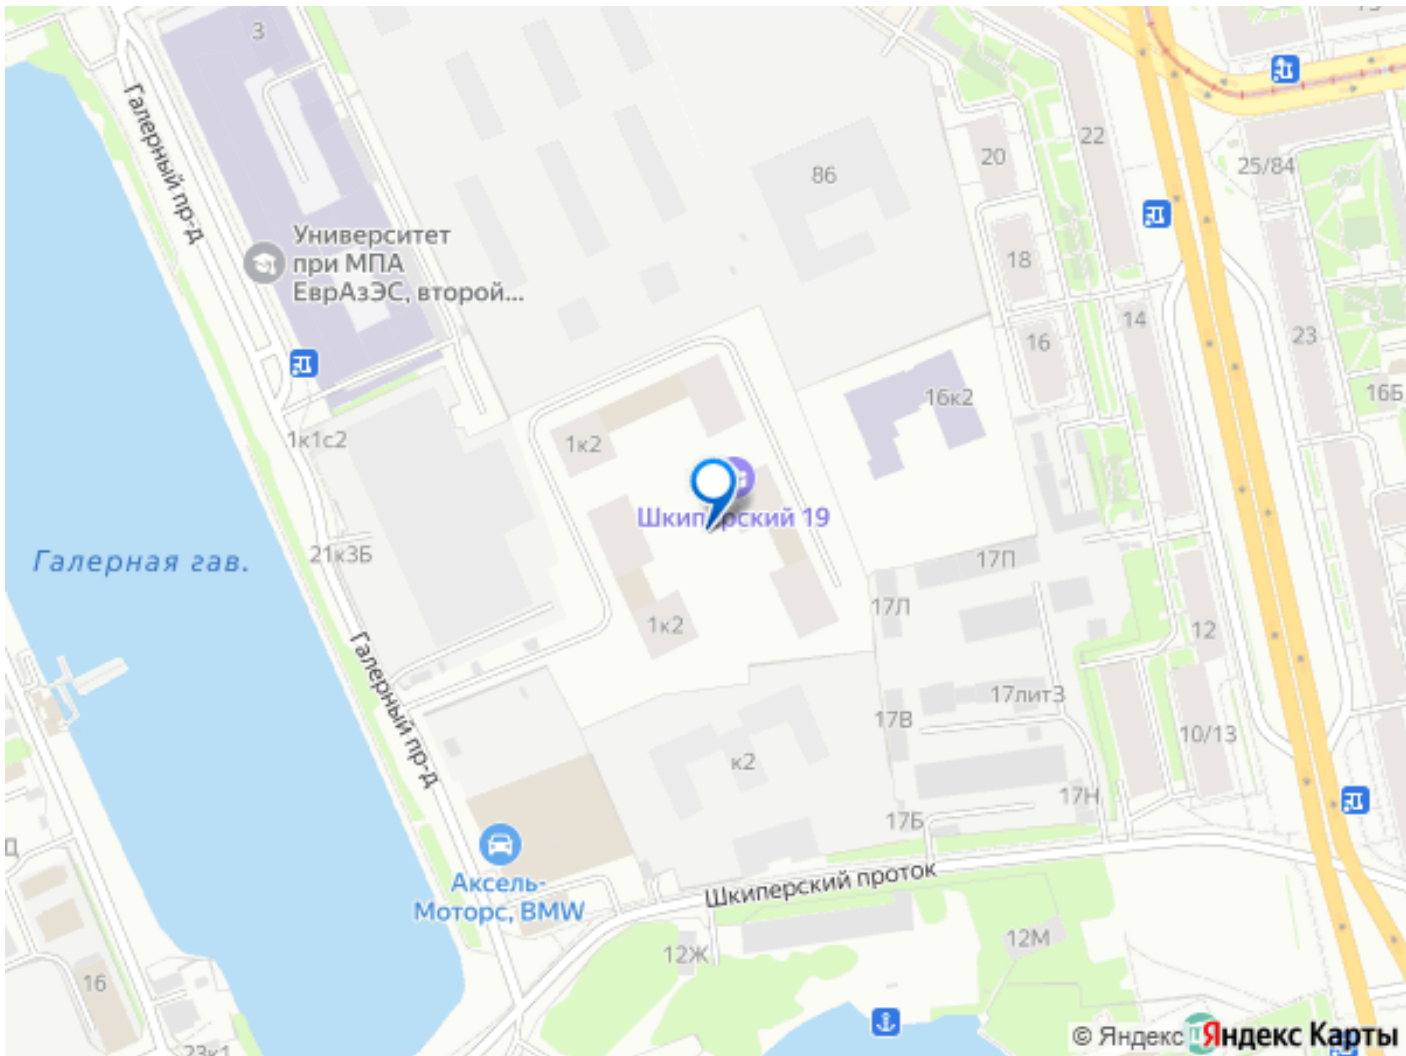 3
22
20
25/84
86
Галерный пр-д
18
Университет
при МПА
ЕврАзЭС, второй...
14
16
23
16к2
16Б
1к1с2
1к2
Шкиперский 19
21к3Б
17П
Галерная гав.
17Л
1к2
12
Галерный пр-д
17лит3
17В
10/13
к2
17Н
17Б
Д
Аксель-
Моторс, BMW
Шкиперский проток
12Ж
12М
16
23к1
© Яндекс
Яндекс Карты